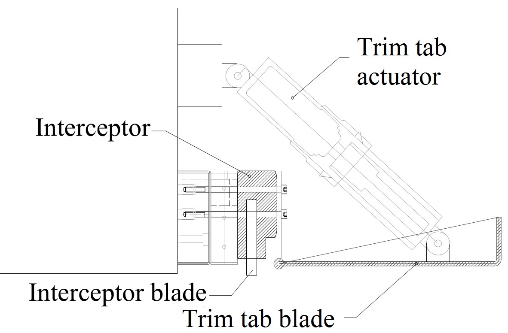 Trim tab
actuator
Interceptor
Interceptor blade
Trim tab blade